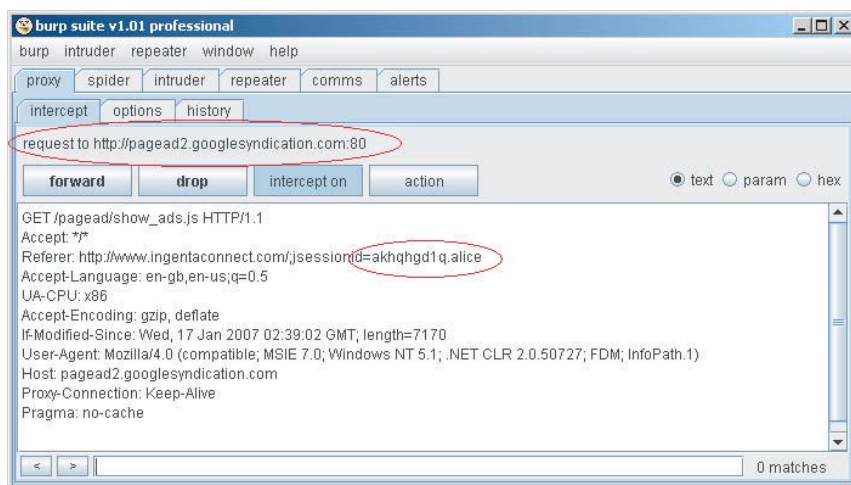 burp suite v1.01 professional
burp intruder repeater window help
proxy spider intruder repeater comms alerts
intercept options history
request to http://pagead2.googlesyndication.com:80
forward drop intercept on action text param hex
GET /pagead/show_ads.js HTTP/1.1
Accept: */*
Referer: http://www.ingentaconnect.com/;jsessionid=akhqhgd1q.alice
Accept-Language: en-gb,en-us;q=0.5
UA-CPU: x86
Accept-Encoding: gzip, deflate
If-Modified-Since: Wed, 17 Jan 2007 02:39:02 GMT; length=7170
User-Agent: Mozilla/4.0 (compatible; MSIE 7.0; Windows NT 5.1; .NET CLR 2.0.50727; FDM; InfoPath.1)
Host: pagead2.googlesyndication.com
Proxy-Connection: Keep-Alive
Pragma: no-cache
< > 0 matches